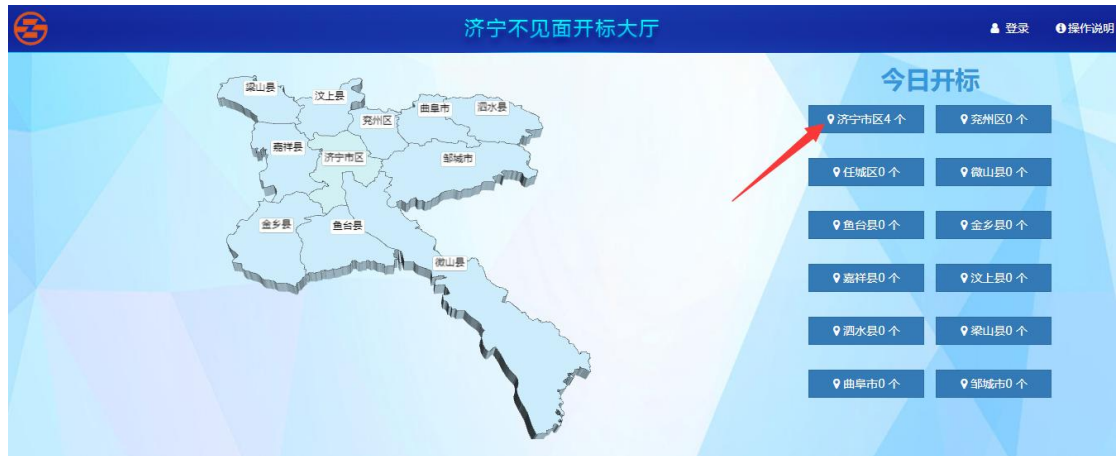 济宁不见面开标大厅
登录
操作说明
今日开标
济宁市区4 个
兖州区0 个
任城区0 个
微山县0 个
鱼台县0 个
金乡县0 个
嘉祥县0 个
汶上县0 个
泗水县0 个
梁山县0 个
曲阜市0 个
邹城市0 个
梁山县
汶上县
兖州区
曲阜市
泗水县
嘉祥县
济宁市区
邹城市
金乡县
鱼台县
微山县